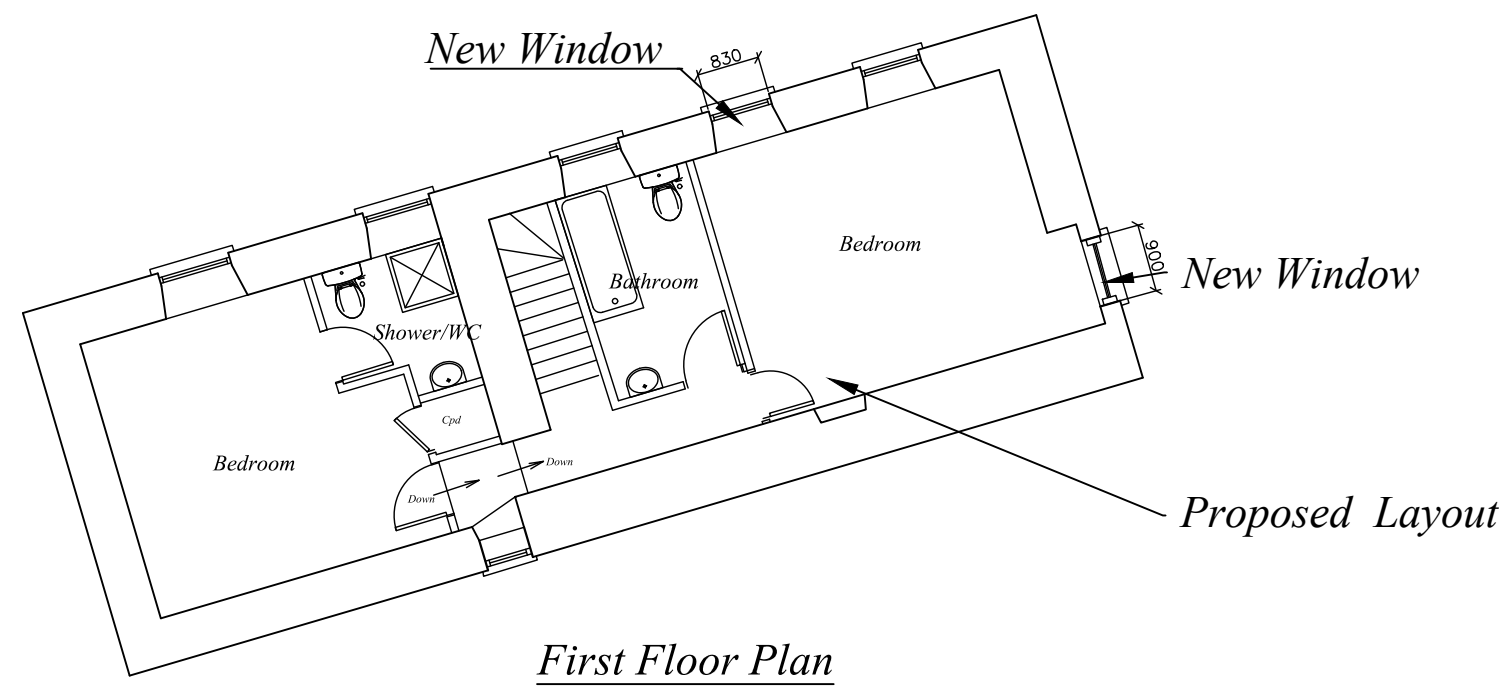 New Window
830
Bedroom
900
New Window
Bathroom
Shower/WC
Cpd
Bedroom
Down
Down
Proposed Layout
First Floor Plan